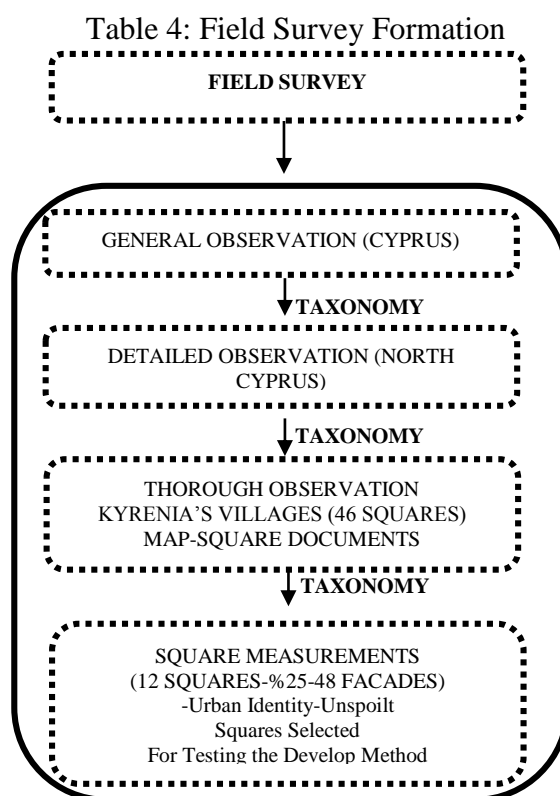 Table 4: Field Survey Formation
FIELD SURVEY
GENERAL OBSERVATION (CYPRUS)
TAXONOMY
DETAILED OBSERVATION (NORTH
CYPRUS)
TAXONOMY
THOROUGH OBSERVATION
KYRENIA'S VILLAGES (46 SQUARES)
MAP-SQUARE DOCUMENTS
TAXONOMY
SQUARE MEASUREMENTS
(12 SQUARES-%25-48 FACADES)
-Urban Identity-Unspoilt
Squares Selected
For Testing the Develop Method